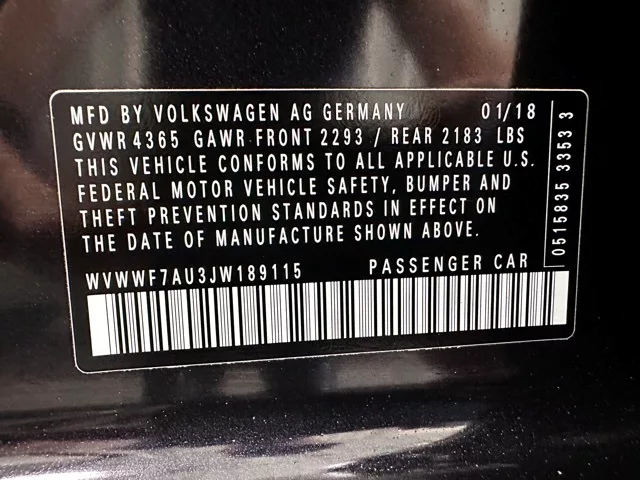 MFD BY VOLKSWAGEN AG GERMANY 01/18
GVWR 4365 GAWR FRONT 2293 / REAR 2183 LBS
THIS VEHICLE CONFORMS TO ALL APPLICABLE U.S.
FEDERAL MOTOR VEHICLE SAFETY, BUMPER AND
THEFT PREVENTION STANDARDS IN EFFECT ON
THE DATE OF MANUFACTURE SHOWN ABOVE.
WVWWF7AU3JW189115 PASSENGER CAR
0515835 3353 3